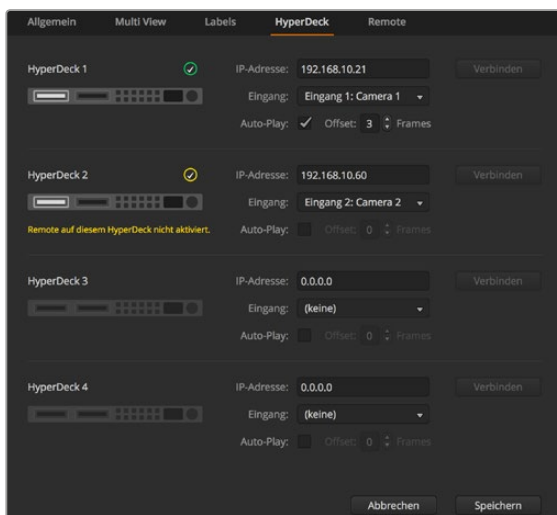 Allgemein Multi View Labels HyperDeck Remote
HyperDeck 1 IP-Adresse: 192.168.10.21 Verbinden
Eingang: Eingang 1: Camera 1
Auto-Play: Offset: 3 Frames
HyperDeck 2 IP-Adresse: 192.168.10.60 Verbinden
Eingang: Eingang 2: Camera 2
Remote auf diesem HyperDeck nicht aktiviert. Auto-Play: Offset: 0 Frames
HyperDeck 3 IP-Adresse: 0.0.0.0 Verbinden
Eingang: (keine)
Auto-Play: Offset: 0 Frames
HyperDeck 4 IP-Adresse: 0.0.0.0 Verbinden
Eingang: (keine)
Auto-Play: Offset: 0 Frames
Abbrechen Speichern